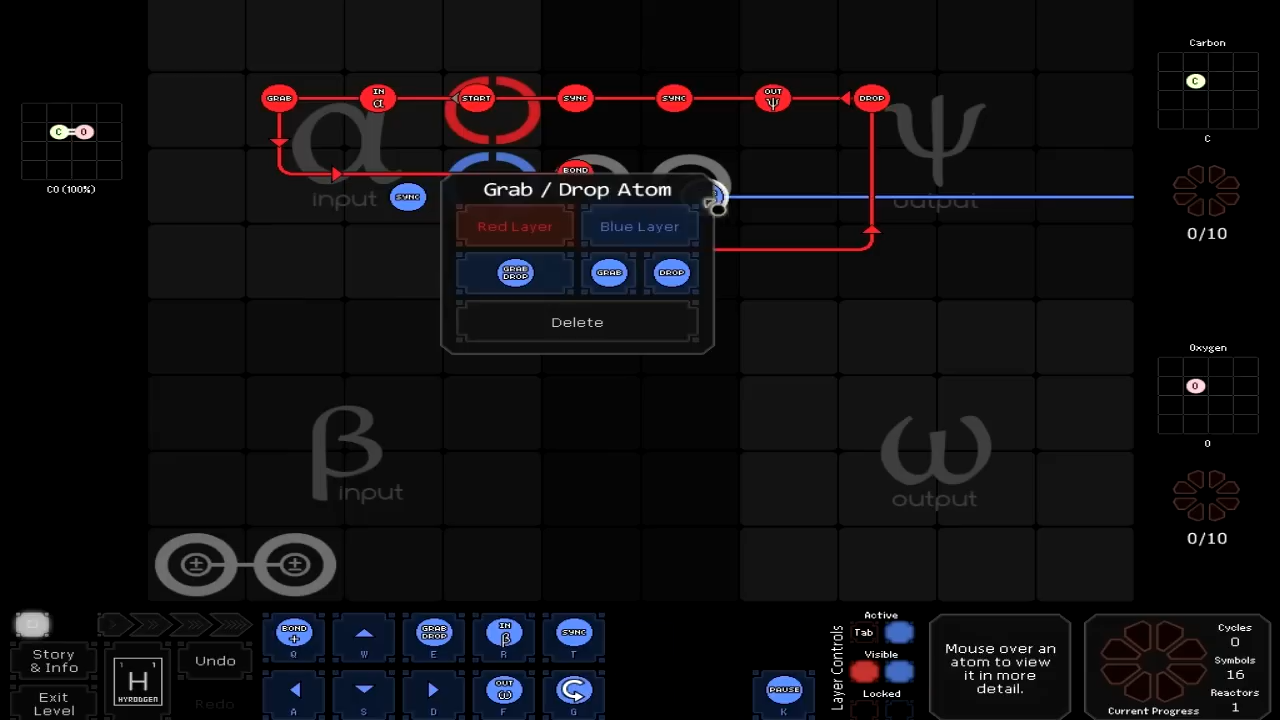 Carbon
C
C
GRAB
IN
α
START
SYNC
SYNC
OUT
ψ
DROP
C O
CO (100%)
α
input
ψ
output
BOND
SYNC
Grab / Drop Atom
Red Layer
Blue Layer
GRAB
DROP
GRAB
DROP
Delete
0/10
Oxygen
O
O
β
input
ω
output
0/10
±
±
Story
& Info
Exit
Level
1 1
H
HYDROGEN
Undo
Redo
BOND
+
Q
W
GRAB
DROP
E
IN
β
R
SYNC
T
A
S
D
OUT
ω
F
G
PAUSE
K
Layer Controls
Active
Tab
Visible
Locked
Mouse over an
atom to view
it in more
detail.
Cycles
0
Symbols
16
Reactors
1
Current Progress